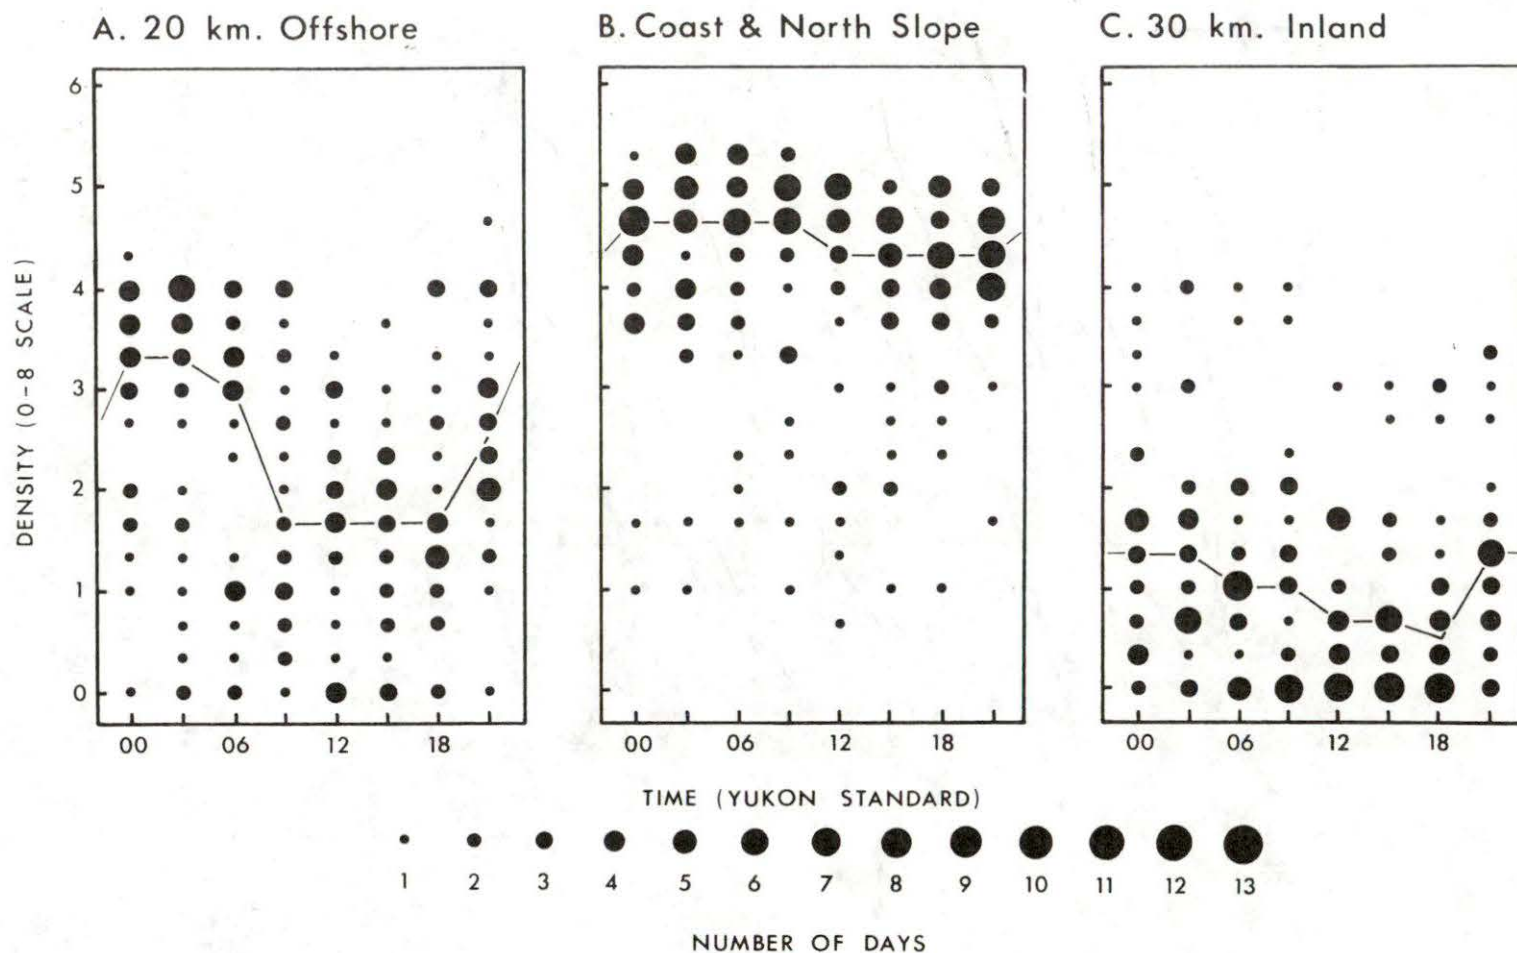 A. 20 km. Offshore
B. Coast & North Slope
C. 30 km. Inland
DENSITY (0-8 SCALE)
6
5
4
3
2
1
0
00 06 12 18
00 06 12 18
00 06 12 18
TIME (YUKON STANDARD)
1 2 3 4 5 6 7 8 9 10 11 12 13
NUMBER OF DAYS